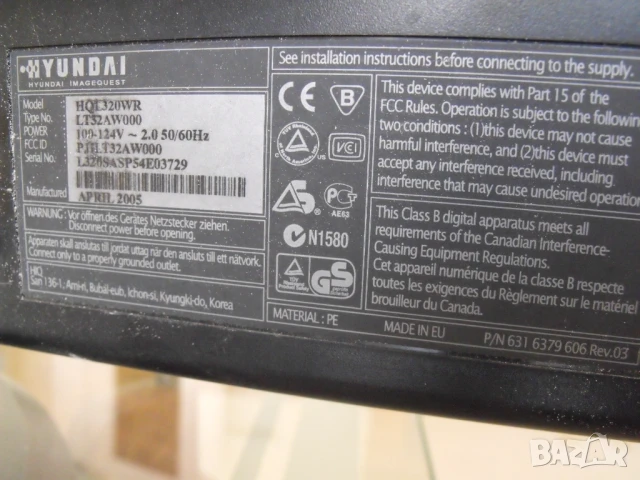 HYUNDAI
HYUNDAI IMAGEQUEST
Model HQL320WR
Type No. LT32AW000
POWER 100-124V ~ 2.0 50/60Hz
FCC ID PJILT32AW000
Serial No. L320SASP54E03729
Manufactured APRIL 2005
WARNING : Vor öffnen des Gerätes Netzstecker ziehen.
Disconnect power before opening.
Apparaten skall anslutas till jordat uttag när den ansluts till ett nätverk.
Connect only to a properly grounded outlet.
HIQ
San 136-1, Ami-ri, Bubal-eub, Ichon-si, Kyungki-do, Korea
See installation instructions before connecting to the supply.
CE B
VCI
GS PCT
AE63
N1580
GS
MATERIAL : PE
This device complies with Part 15 of the
FCC Rules. Operation is subject to the following
two conditions : (1)this device may not cause
harmful interference, and (2)this device must
accept any interference received, including
interference that may cause undesired operation
This Class B digital apparatus meets all
requirements of the Canadian Interference-
Causing Equipment Regulations.
Cet appareil numérique de la classe B respecte
toutes les exigences du Règlement sur le matériel
brouilleur du Canada.
MADE IN EU
P/N 631 6379 606 Rev.03
BAZAR